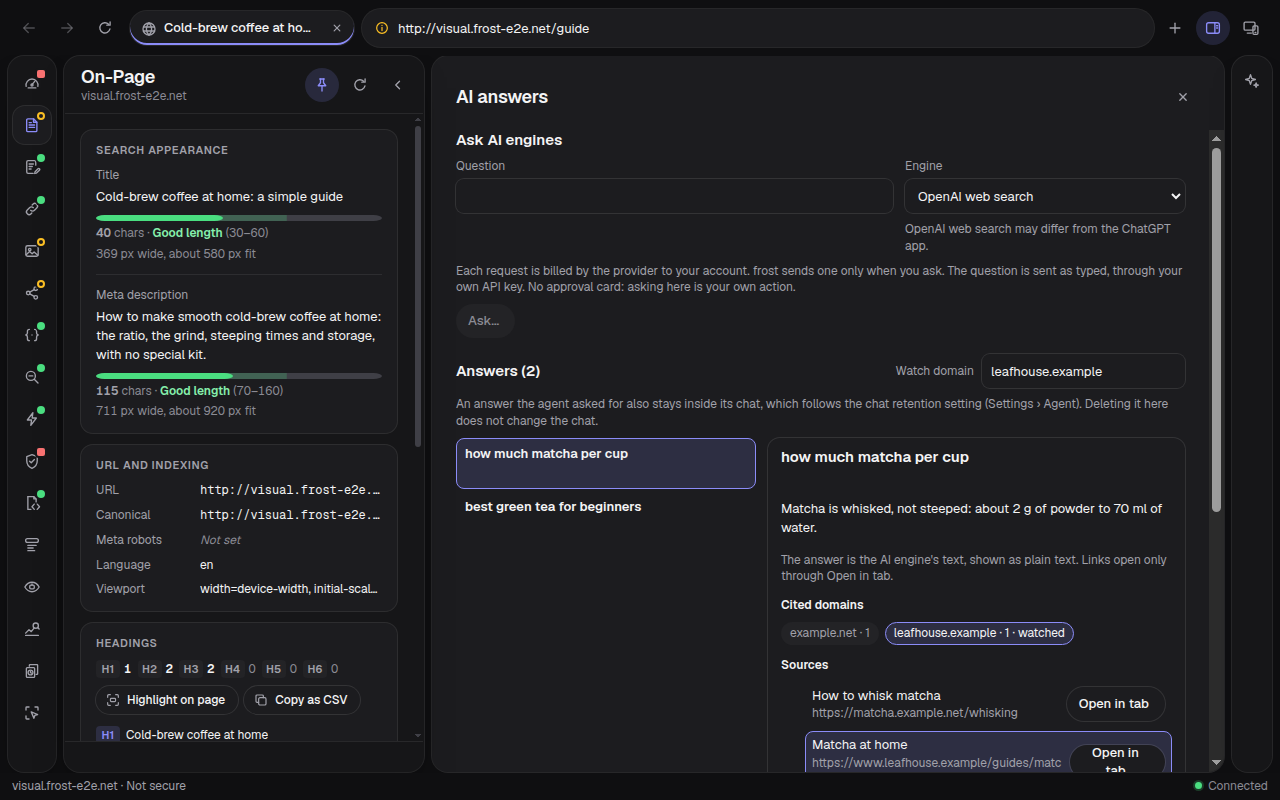 Cold-brew coffee at ho...
http://visual.frost-e2e.net/guide
On-Page
visual.frost-e2e.net
SEARCH APPEARANCE
Title
Cold-brew coffee at home: a simple guide
40 chars · Good length (30–60)
369 px wide, about 580 px fit
Meta description
How to make smooth cold-brew coffee at home:
the ratio, the grind, steeping times and storage,
with no special kit.
115 chars · Good length (70–160)
711 px wide, about 920 px fit
URL AND INDEXING
URL http://visual.frost-e2e.…
Canonical http://visual.frost-e2e.…
Meta robots Not set
Language en
Viewport width=device-width, initial-scal…
HEADINGS
H1 1 H2 2 H3 2 H4 0 H5 0 H6 0
Highlight on page Copy as CSV
H1 Cold-brew coffee at home
AI answers
Ask AI engines
Question Engine
OpenAI web search
OpenAI web search may differ from the ChatGPT
app.
Each request is billed by the provider to your account. frost sends one only when you ask. The question is sent as typed, through your
own API key. No approval card: asking here is your own action.
Ask…
Answers (2) Watch domain leafhouse.example
An answer the agent asked for also stays inside its chat, which follows the chat retention setting (Settings › Agent). Deleting it here
does not change the chat.
how much matcha per cup
best green tea for beginners
how much matcha per cup
Matcha is whisked, not steeped: about 2 g of powder to 70 ml of
water.
The answer is the AI engine's text, shown as plain text. Links open only
through Open in tab.
Cited domains
example.net · 1 leafhouse.example · 1 · watched
Sources
How to whisk matcha
https://matcha.example.net/whisking
Open in tab
Matcha at home
https://www.leafhouse.example/guides/matc
Open in
tab
visual.frost-e2e.net · Not secure
Connected